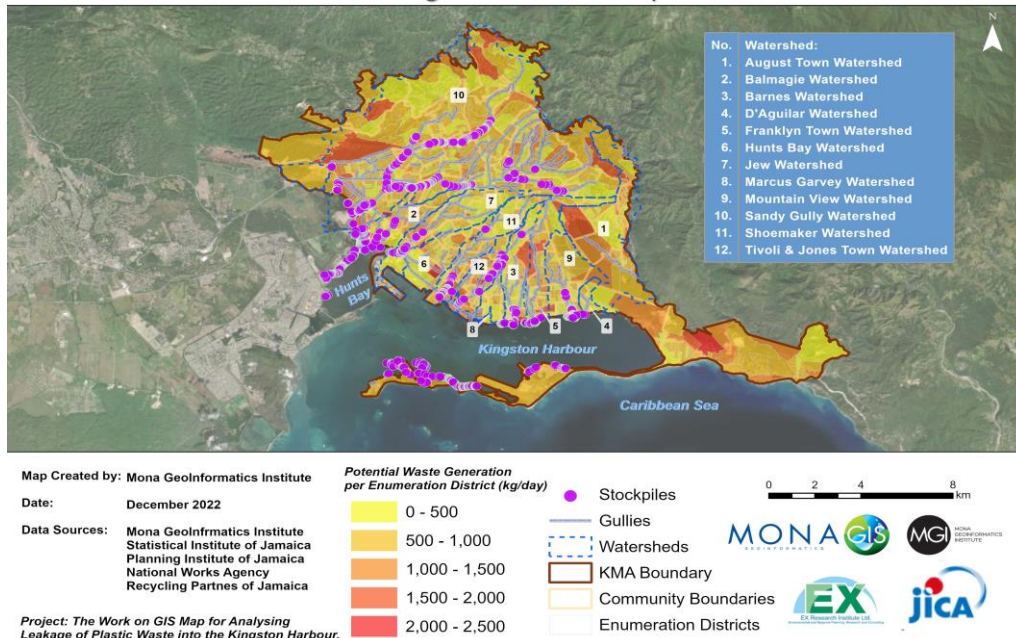 N
No. Watershed:
1. August Town Watershed
2. Balmagie Watershed
3. Barnes Watershed
4. D'Aguilar Watershed
5. Franklyn Town Watershed
6. Hunts Bay Watershed
7. Jew Watershed
8. Marcus Garvey Watershed
9. Mountain View Watershed
10. Sandy Gully Watershed
11. Shoemaker Watershed
12. Tivoli & Jones Town Watershed
10
7
2
11
1
6
12
3
9
8
5
4
Hunts
Bay
Kingston Harbour
Caribbean Sea
Map Created by: Mona GeoInformatics Institute
Date: December 2022
Data Sources: Mona GeoInfrmatics Institute
Statistical Institute of Jamaica
Planning Institute of Jamaica
National Works Agency
Recycling Partnes of Jamaica
Project: The Work on GIS Map for Analysing
Leakage of Plastic Waste into the Kingston Harbour.
Potential Waste Generation
per Enumeration District (kg/day)
0 - 500
500 - 1,000
1,000 - 1,500
1,500 - 2,000
2,000 - 2,500
Stockpiles
Gullies
Watersheds
KMA Boundary
Community Boundaries
Enumeration Districts
0 2 4 8
km
MONA GIS
GEOINFORMATICS
MGI
MONA
GEOINFORMATICS
INSTITUTE
EX
EX Research Institute Ltd.
jICA